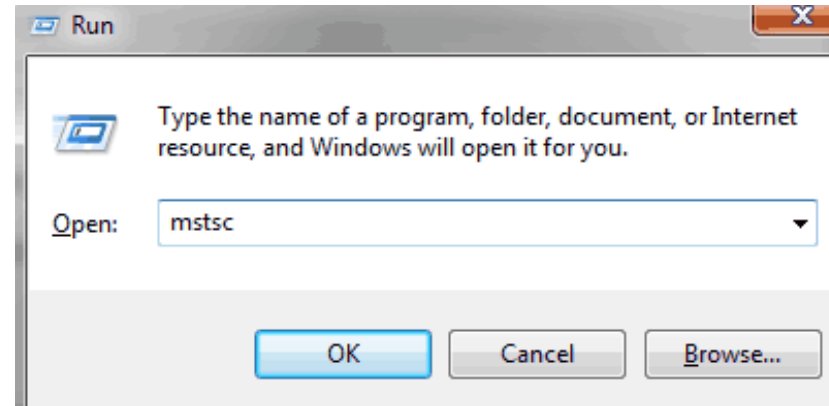 Run
Type the name of a program, folder, document, or Internet
resource, and Windows will open it for you.
Open: mstsc
OK Cancel Browse...